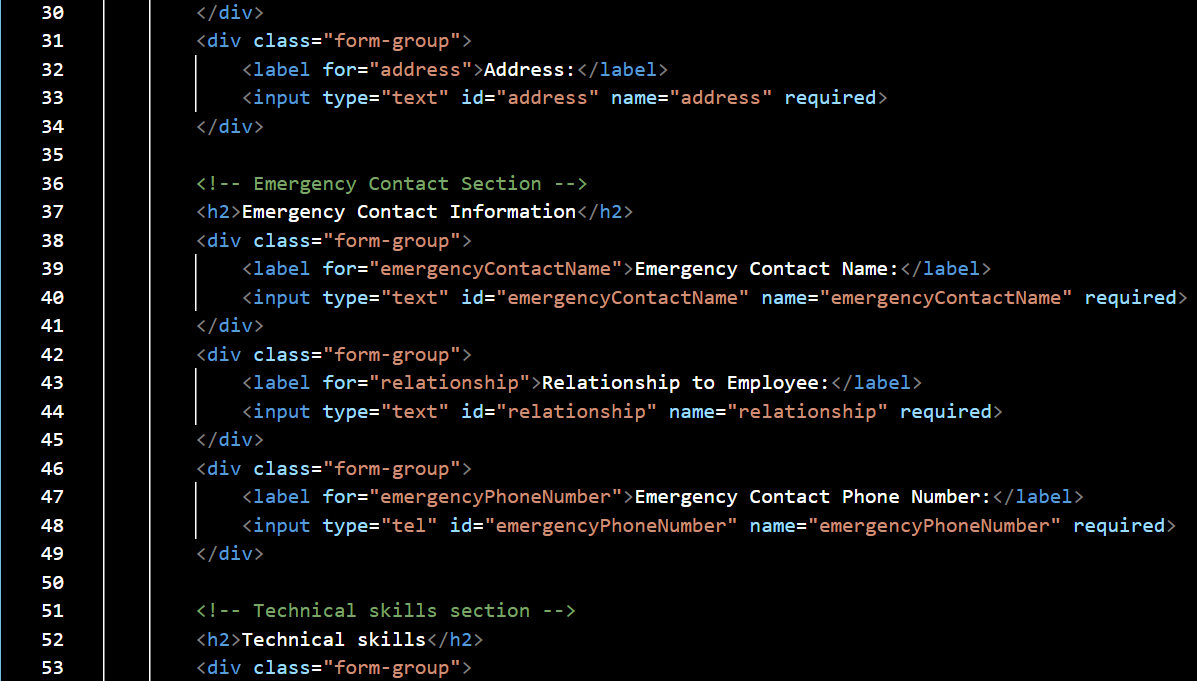 30 </div>
31 <div class="form-group">
32 <label for="address">Address:</label>
33 <input type="text" id="address" name="address" required>
34 </div>
35
36 <!-- Emergency Contact Section -->
37 <h2>Emergency Contact Information</h2>
38 <div class="form-group">
39 <label for="emergencyContactName">Emergency Contact Name:</label>
40 <input type="text" id="emergencyContactName" name="emergencyContactName" required>
41 </div>
42 <div class="form-group">
43 <label for="relationship">Relationship to Employee:</label>
44 <input type="text" id="relationship" name="relationship" required>
45 </div>
46 <div class="form-group">
47 <label for="emergencyPhoneNumber">Emergency Contact Phone Number:</label>
48 <input type="tel" id="emergencyPhoneNumber" name="emergencyPhoneNumber" required>
49 </div>
50
51 <!-- Technical skills section -->
52 <h2>Technical skills</h2>
53 <div class="form-group">